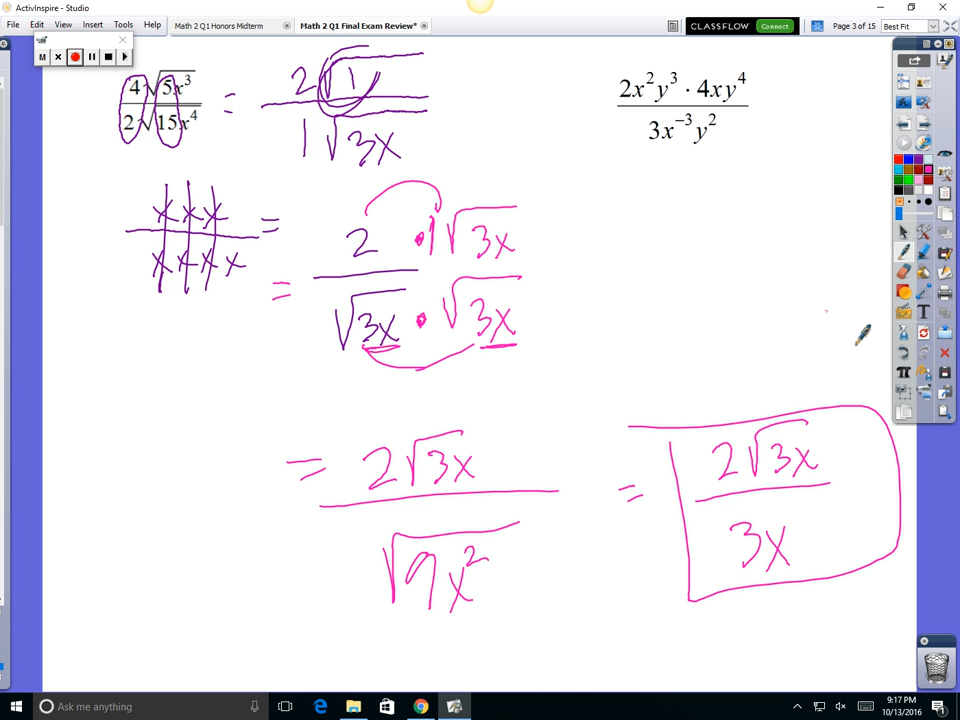 ActivInspire - Studio
File Edit View Insert Tools Help
Math 2 Q1 Honors Midterm
Math 2 Q1 Final Exam Review*
CLASSFLOW Connect
Page 3 of 15
Best Fit
M
4√5x³ / 2√15x⁴ = 2√1 / 1√3x
2x²y³ · 4xy⁴ / 3x⁻³y²
x x x / x x x x =
= 2 · 1√3x / √3x · √3x
= 2√3x / √9x² = 2√3x / 3x
T
π
Ask me anything
9:17 PM
10/13/2016
1